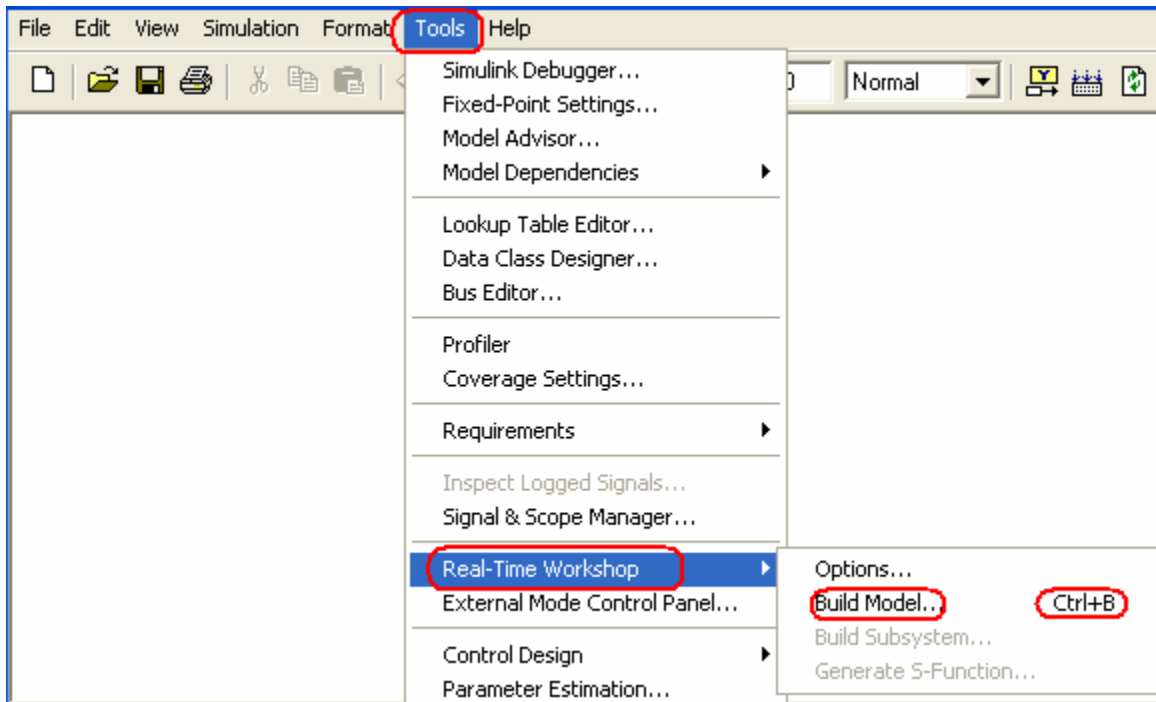 File Edit View Simulation Format Tools Help
Normal
Simulink Debugger...
Fixed-Point Settings...
Model Advisor...
Model Dependencies
Lookup Table Editor...
Data Class Designer...
Bus Editor...
Profiler
Coverage Settings...
Requirements
Inspect Logged Signals...
Signal & Scope Manager...
Real-Time Workshop
External Mode Control Panel...
Control Design
Parameter Estimation...
Options...
Build Model... Ctrl+B
Build Subsystem...
Generate S-Function...